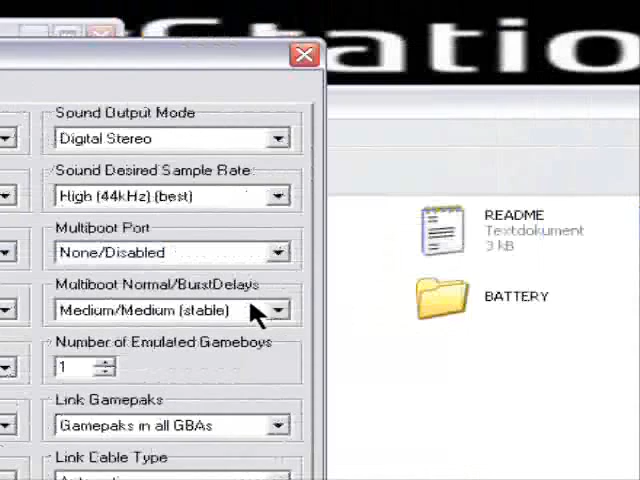 Statio
Sound Output Mode
Digital Stereo
Sound Desired Sample Rate
High (44kHz) (best)
Multiboot Port
None/Disabled
Multiboot Normal/BurstDelays
Medium/Medium (stable)
Number of Emulated Gameboys
1
Link Gamepaks
Gamepaks in all GBAs
Link Cable Type
README
Textdokument
3 kB
BATTERY